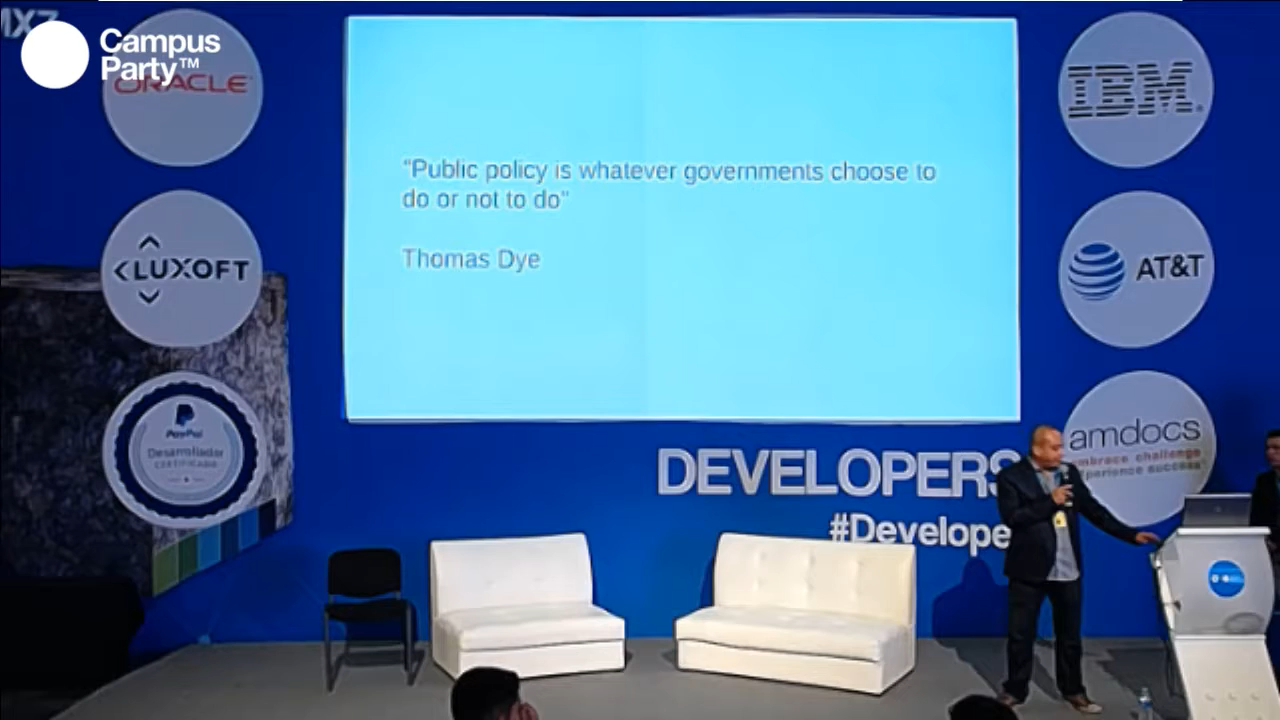 Campus
Party™
ORACLE
LUXOFT
PayPal
Desarrollador
CERTIFICADO
"Public policy is whatever governments choose to
do or not to do"
Thomas Dye
IBM
AT&T
amdocs
embrace challenge
experience success
DEVELOPERS
#Develope